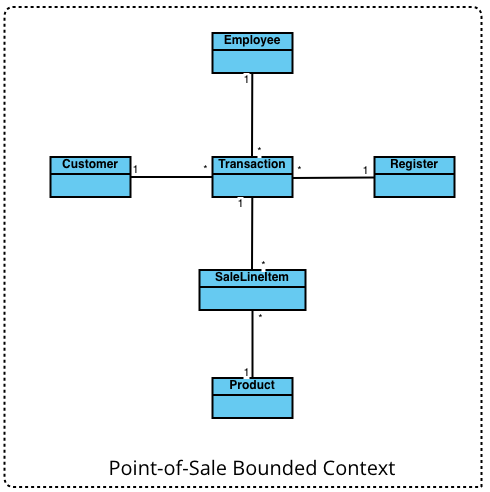 Employee
1
*
Customer
1
*
Transaction
*
1
Register
1
*
SaleLineItem
*
1
Product
Point-of-Sale Bounded Context